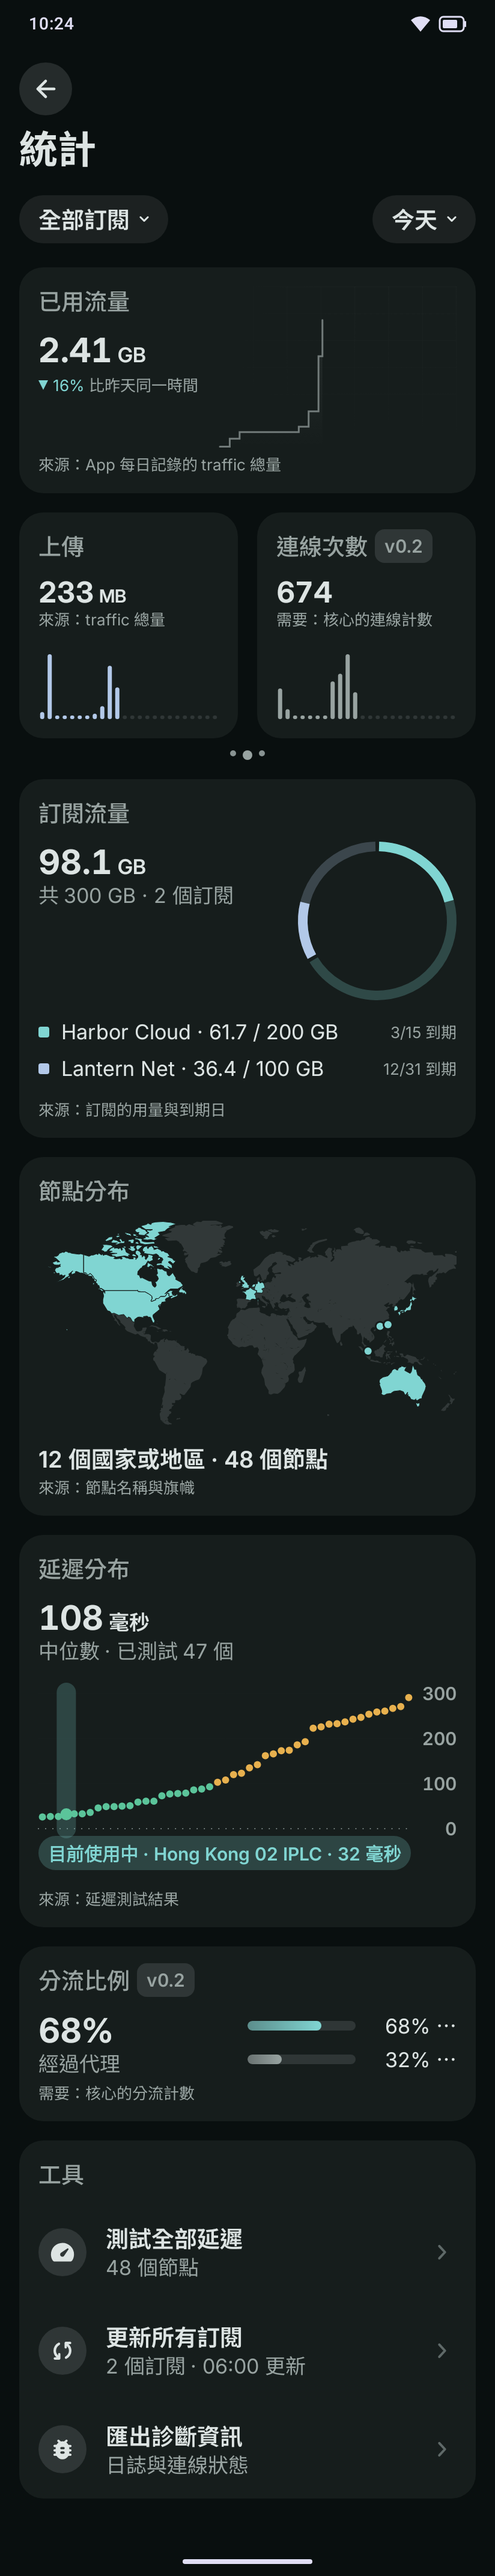 10:24
統計
全部訂閱
今天
已用流量
2.41 GB
▼ 16% 比昨天同一時間
來源：App 每日記錄的 traffic 總量
上傳
233 MB
來源：traffic 總量
連線次數 v0.2
674
需要：核心的連線計數
訂閱流量
98.1 GB
共 300 GB · 2 個訂閱
Harbor Cloud · 61.7 / 200 GB 3/15 到期
Lantern Net · 36.4 / 100 GB 12/31 到期
來源：訂閱的用量與到期日
節點分布
12 個國家或地區 · 48 個節點
來源：節點名稱與旗幟
延遲分布
108 毫秒
中位數 · 已測試 47 個
300
200
100
0
目前使用中 · Hong Kong 02 IPLC · 32 毫秒
來源：延遲測試結果
分流比例 v0.2
68%
經過代理
需要：核心的分流計數
68% ···
32% ···
工具
測試全部延遲
48 個節點
更新所有訂閱
2 個訂閱 · 06:00 更新
匯出診斷資訊
日誌與連線狀態